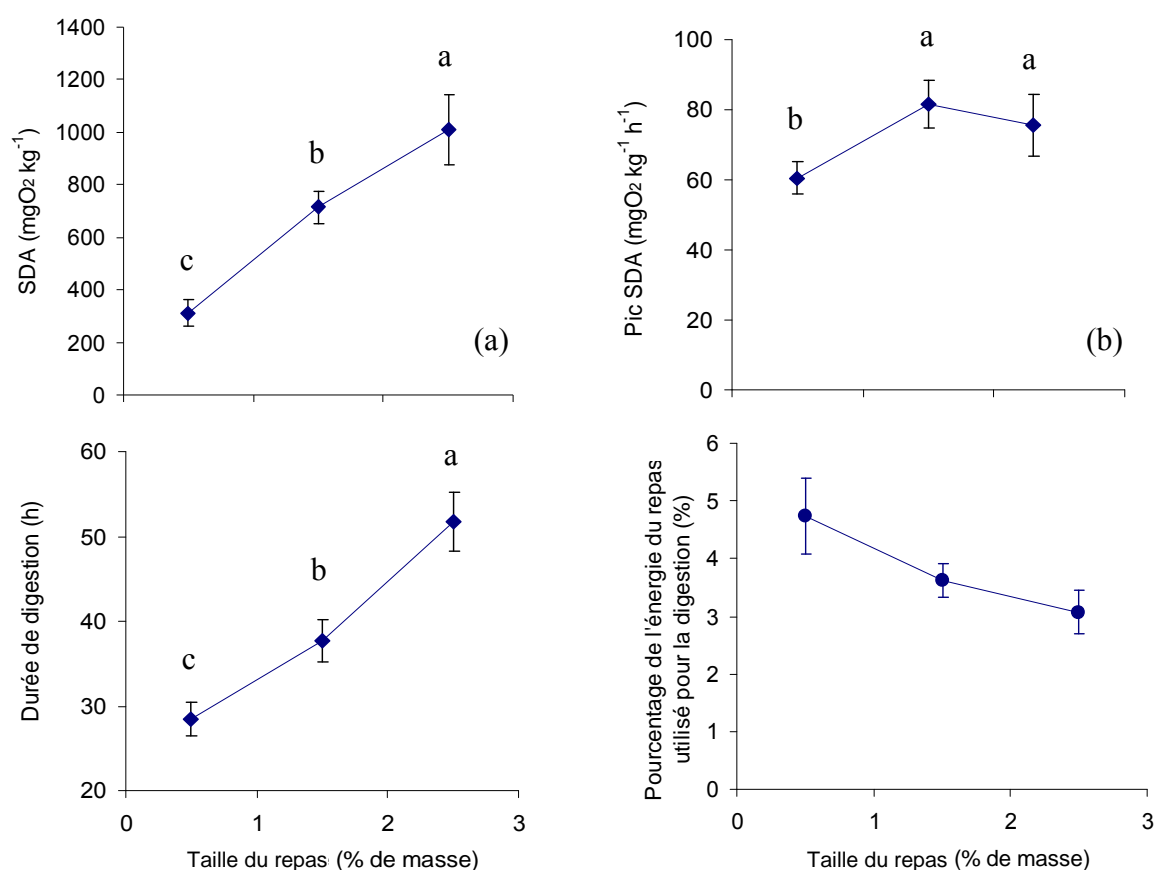 1400
1200
1000
800
600
400
200
0
SDA (mgO2 kg-1)
a
b
c
(a)
100
80
60
40
20
0
Pic SDA (mgO2 kg-1 h-1)
a
a
b
(b)
60
50
40
30
20
Durée de digestion (h)
a
b
c
0 1 2 3
Taille du repas (% de masse)
6
5
4
3
2
1
0
Pourcentage de l'énergie du repas
utilisé pour la digestion (%)
0 1 2 3
Taille du repas (% de masse)